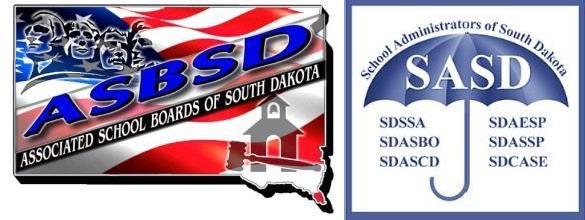 ASBSD
ASSOCIATED SCHOOL BOARDS OF SOUTH DAKOTA
School Administrators of South Dakota
SASD
SDSSA SDAESP
SDASBO SDASSP
SDASCD SDCASE